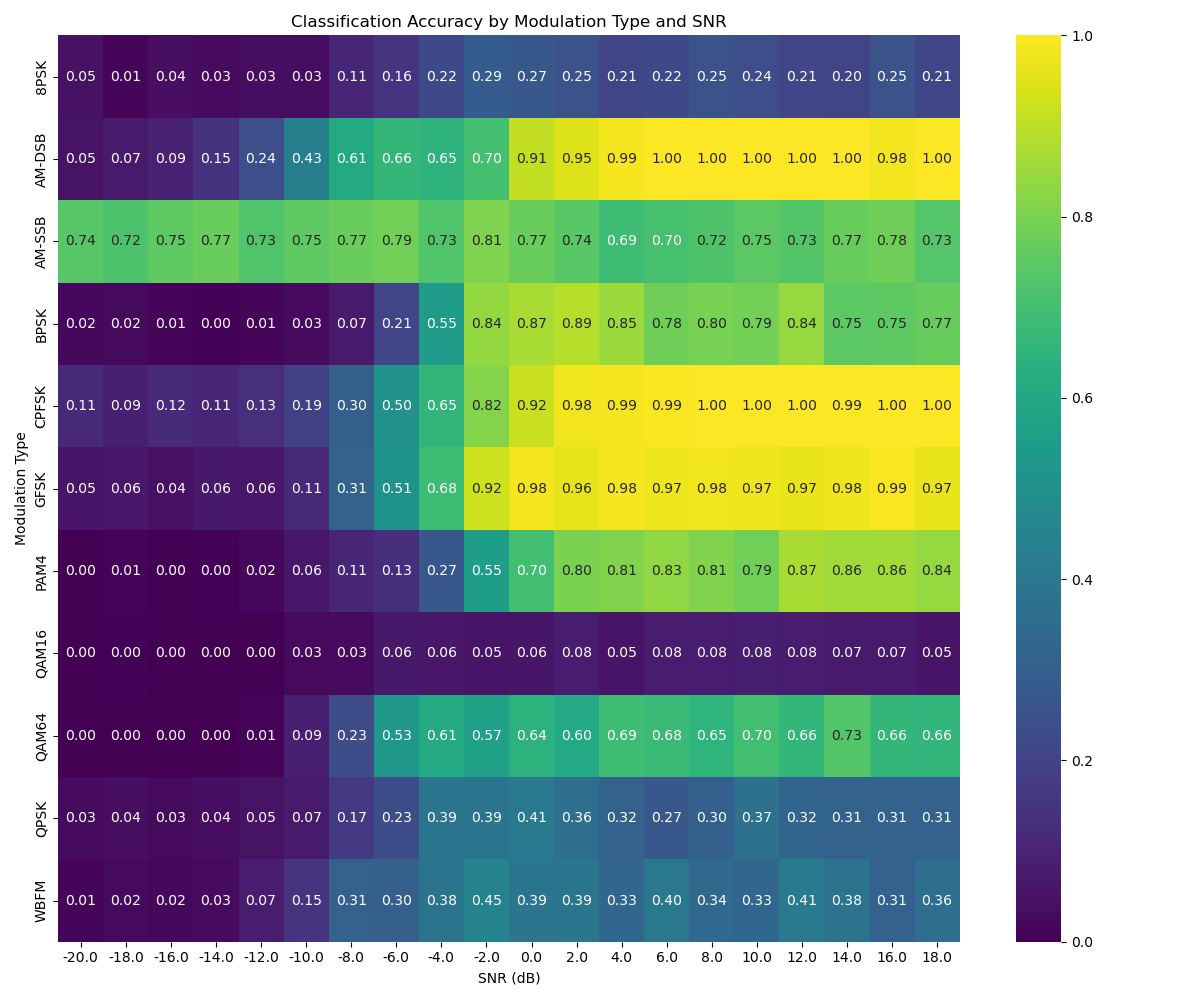 Classification Accuracy by Modulation Type and SNR
8PSK 0.05 0.01 0.04 0.03 0.03 0.03 0.11 0.16 0.22 0.29 0.27 0.25 0.21 0.22 0.25 0.24 0.21 0.20 0.25 0.21
AM-DSB 0.05 0.07 0.09 0.15 0.24 0.43 0.61 0.66 0.65 0.70 0.91 0.95 0.99 1.00 1.00 1.00 1.00 1.00 0.98 1.00
AM-SSB 0.74 0.72 0.75 0.77 0.73 0.75 0.77 0.79 0.73 0.81 0.77 0.74 0.69 0.70 0.72 0.75 0.73 0.77 0.78 0.73
BPSK 0.02 0.02 0.01 0.00 0.01 0.03 0.07 0.21 0.55 0.84 0.87 0.89 0.85 0.78 0.80 0.79 0.84 0.75 0.75 0.77
CPFSK 0.11 0.09 0.12 0.11 0.13 0.19 0.30 0.50 0.65 0.82 0.92 0.98 0.99 0.99 1.00 1.00 1.00 0.99 1.00 1.00
GFSK 0.05 0.06 0.04 0.06 0.06 0.11 0.31 0.51 0.68 0.92 0.98 0.96 0.98 0.97 0.98 0.97 0.97 0.98 0.99 0.97
PAM4 0.00 0.01 0.00 0.00 0.02 0.06 0.11 0.13 0.27 0.55 0.70 0.80 0.81 0.83 0.81 0.79 0.87 0.86 0.86 0.84
QAM16 0.00 0.00 0.00 0.00 0.00 0.03 0.03 0.06 0.06 0.05 0.06 0.08 0.05 0.08 0.08 0.08 0.08 0.07 0.07 0.05
QAM64 0.00 0.00 0.00 0.00 0.01 0.09 0.23 0.53 0.61 0.57 0.64 0.60 0.69 0.68 0.65 0.70 0.66 0.73 0.66 0.66
QPSK 0.03 0.04 0.03 0.04 0.05 0.07 0.17 0.23 0.39 0.39 0.41 0.36 0.32 0.27 0.30 0.37 0.32 0.31 0.31 0.31
WBFM 0.01 0.02 0.02 0.03 0.07 0.15 0.31 0.30 0.38 0.45 0.39 0.39 0.33 0.40 0.34 0.33 0.41 0.38 0.31 0.36
-20.0 -18.0 -16.0 -14.0 -12.0 -10.0 -8.0 -6.0 -4.0 -2.0 0.0 2.0 4.0 6.0 8.0 10.0 12.0 14.0 16.0 18.0
SNR (dB)
Modulation Type
1.0
0.8
0.6
0.4
0.2
0.0